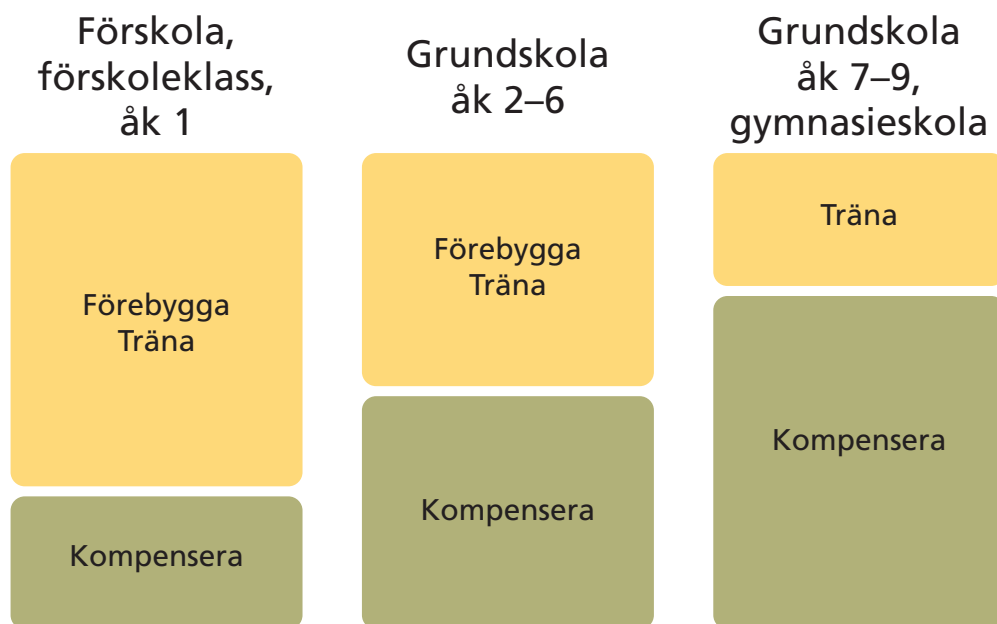 Förskola,
förskoleklass,
åk 1
Förebygga
Träna
Kompensera
Grundskola
åk 2–6
Förebygga
Träna
Kompensera
Grundskola
åk 7–9,
gymnasieskola
Träna
Kompensera